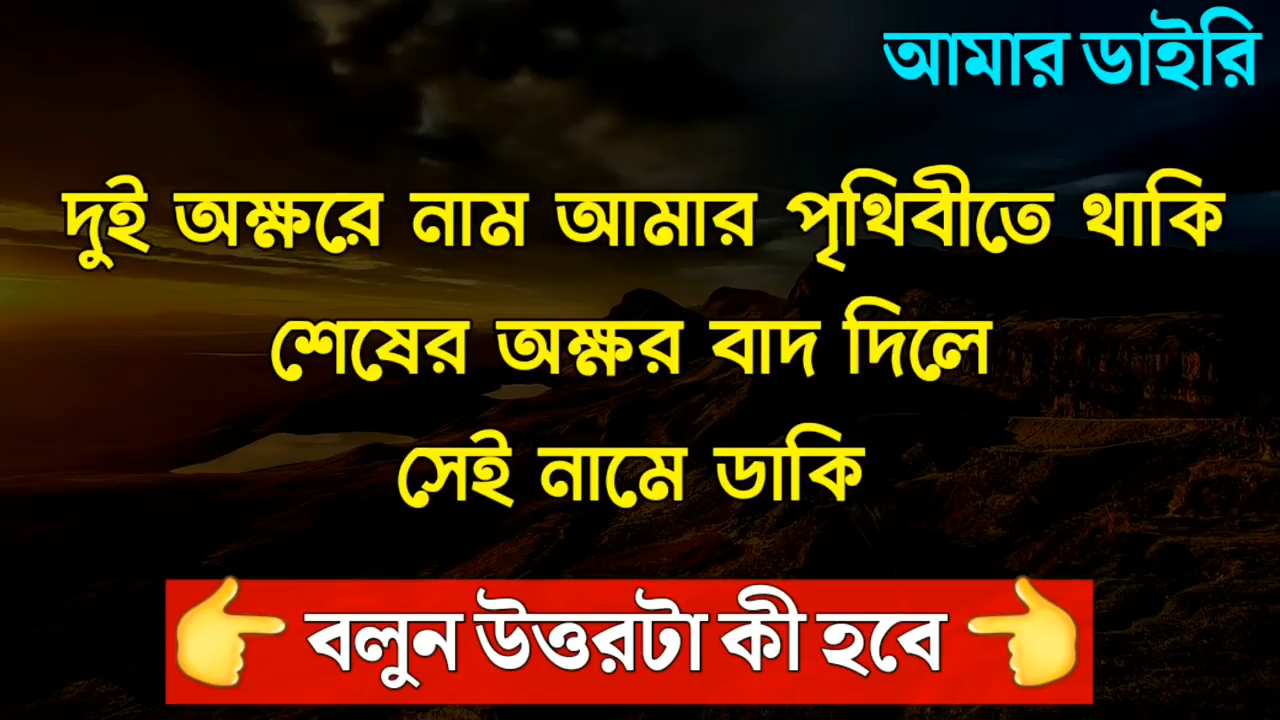 আমার ডাইরি
দুই অক্ষরে নাম আমার পৃথিবীতে থাকি
শেষের অক্ষর বাদ দিলে
সেই নামে ডাকি
বলুন উত্তরটা কী হবে